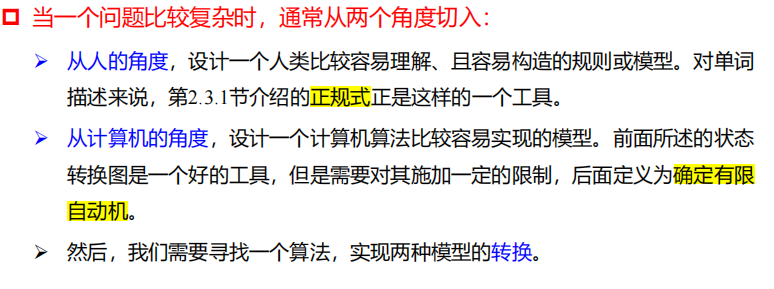 当一个问题比较复杂时，通常从两个角度切入：
从人的角度，设计一个人类比较容易理解、且容易构造的规则或模型。对单词
描述来说，第2.3.1节介绍的正规式正是这样的一个工具。
从计算机的角度，设计一个计算机算法比较容易实现的模型。前面所述的状态
转换图是一个好的工具，但是需要对其施加一定的限制，后面定义为确定有限
自动机。
然后，我们需要寻找一个算法，实现两种模型的转换。